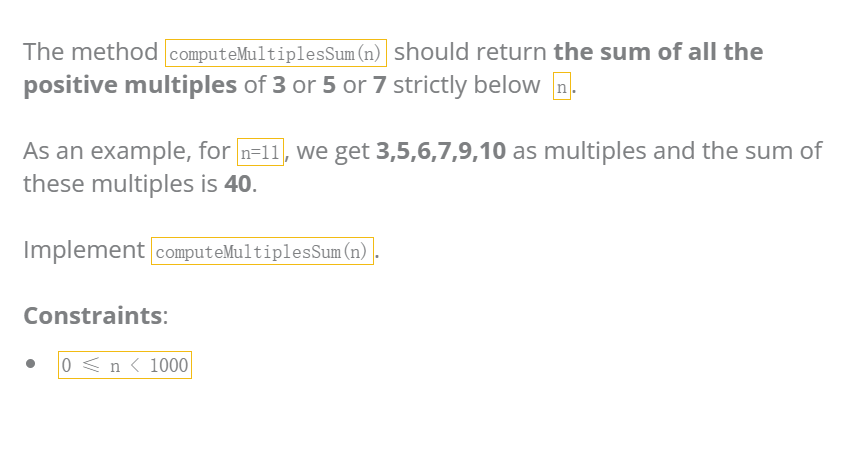 The method computeMultiplesSum(n) should return the sum of all the
positive multiples of 3 or 5 or 7 strictly below n.
As an example, for n=11, we get 3,5,6,7,9,10 as multiples and the sum of
these multiples is 40.
Implement computeMultiplesSum(n).
Constraints:
• 0 ⩽ n < 1000